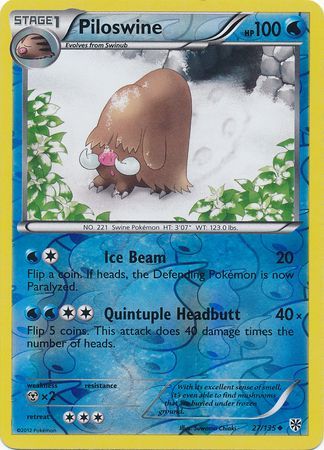 STAGE1 Piloswine HP100
Evolves from Swinub
NO. 221 Swine Pokémon HT: 3'07" WT: 123.0 lbs.
Ice Beam 20
Flip a coin. If heads, the Defending Pokémon is now
Paralyzed.
Quintuple Headbutt 40×
Flip 5 coins. This attack does 40 damage times the
number of heads.
weakness resistance
×2
retreat
With its excellent sense of smell,
it's even able to find mushrooms
that are buried under frozen
ground.
Illus. Suwama Chiaki
©2012 Pokémon
27/135